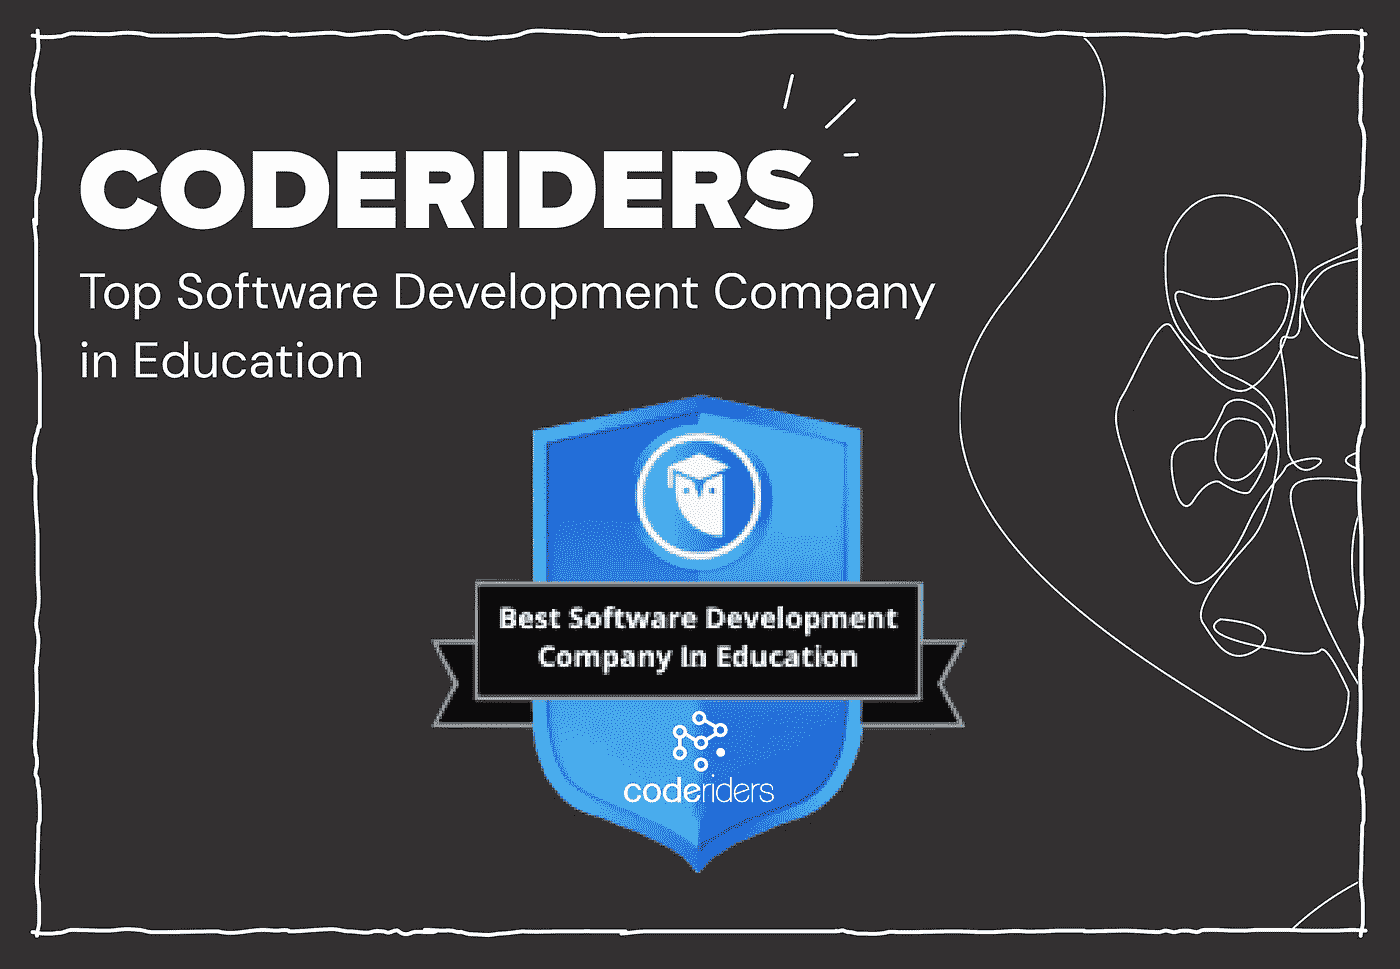 CODERIDERS
Top Software Development Company
in Education
Best Software Development
Company In Education
coderiders